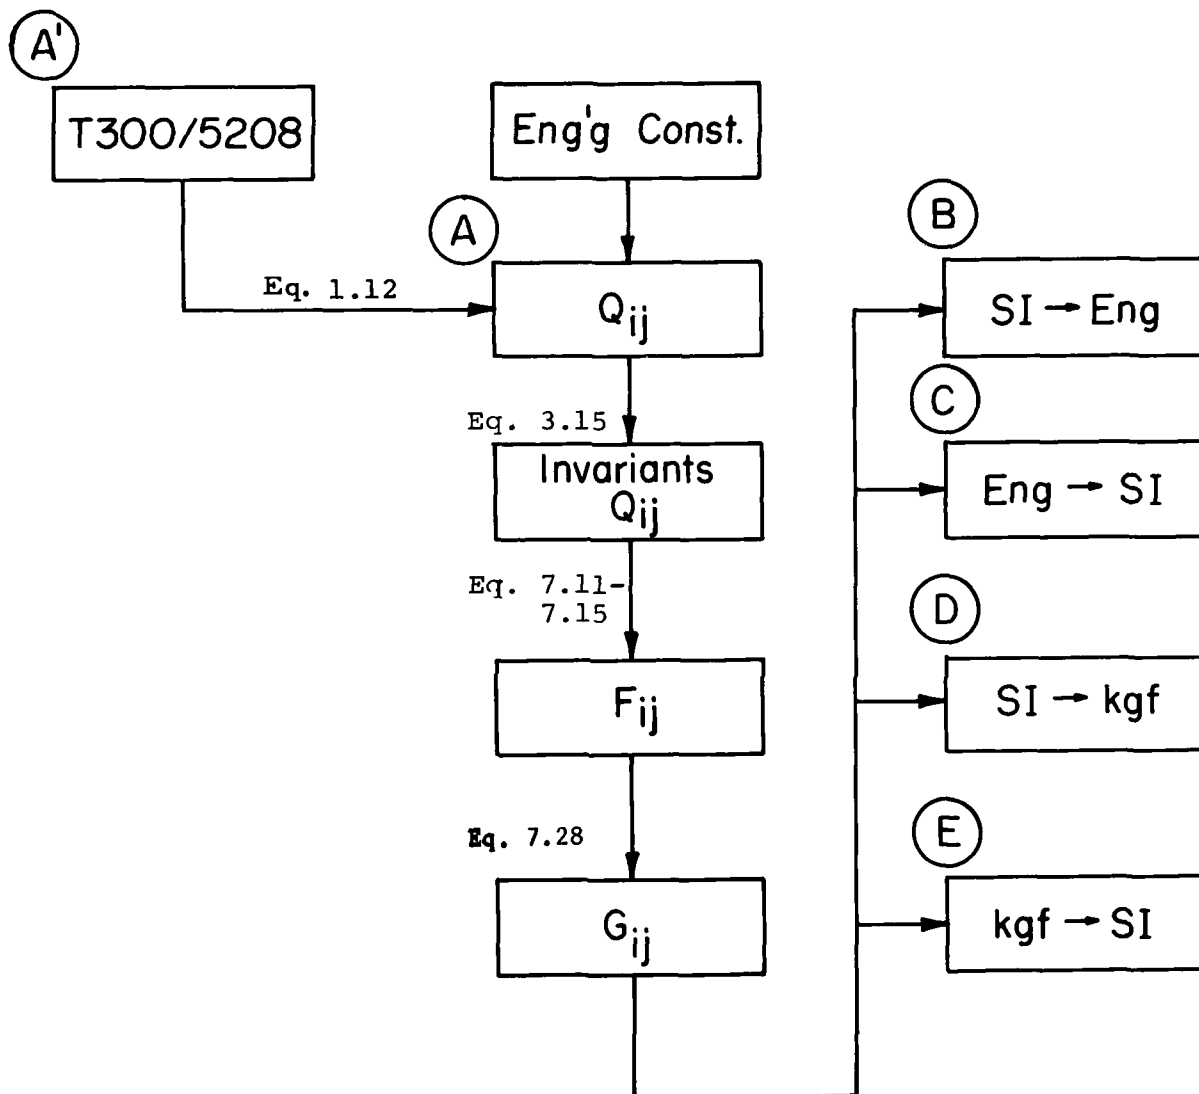 A'
T300/5208
Eng'g Const.
A
Eq. 1.12
Qij
Eq. 3.15
Invariants
Qij
Eq. 7.11-
7.15
Fij
Eq. 7.28
Gij
B
SI → Eng
C
Eng → SI
D
SI → kgf
E
kgf → SI